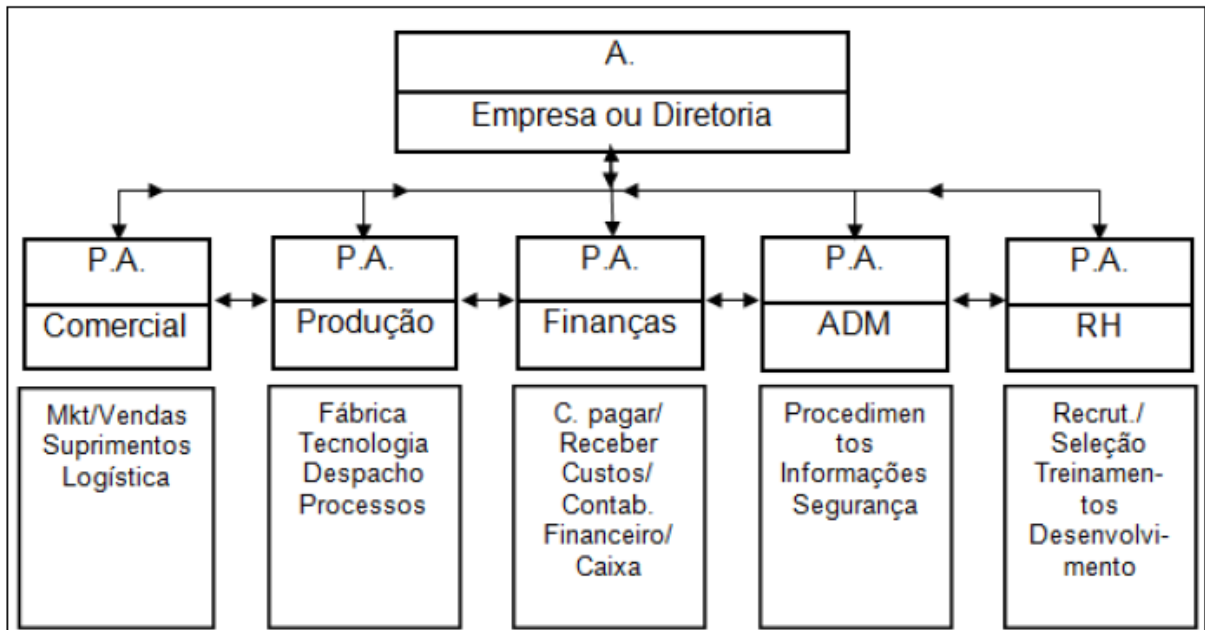 A.
Empresa ou Diretoria
P.A.
Comercial
Mkt/Vendas
Suprimentos
Logística
P.A.
Produção
Fábrica
Tecnologia
Despacho
Processos
P.A.
Finanças
C. pagar/
Receber
Custos/
Contab.
Financeiro/
Caixa
P.A.
ADM
Procedimen
tos
Informações
Segurança
P.A.
RH
Recrut./
Seleção
Treinamen-
tos
Desenvolvi-
mento